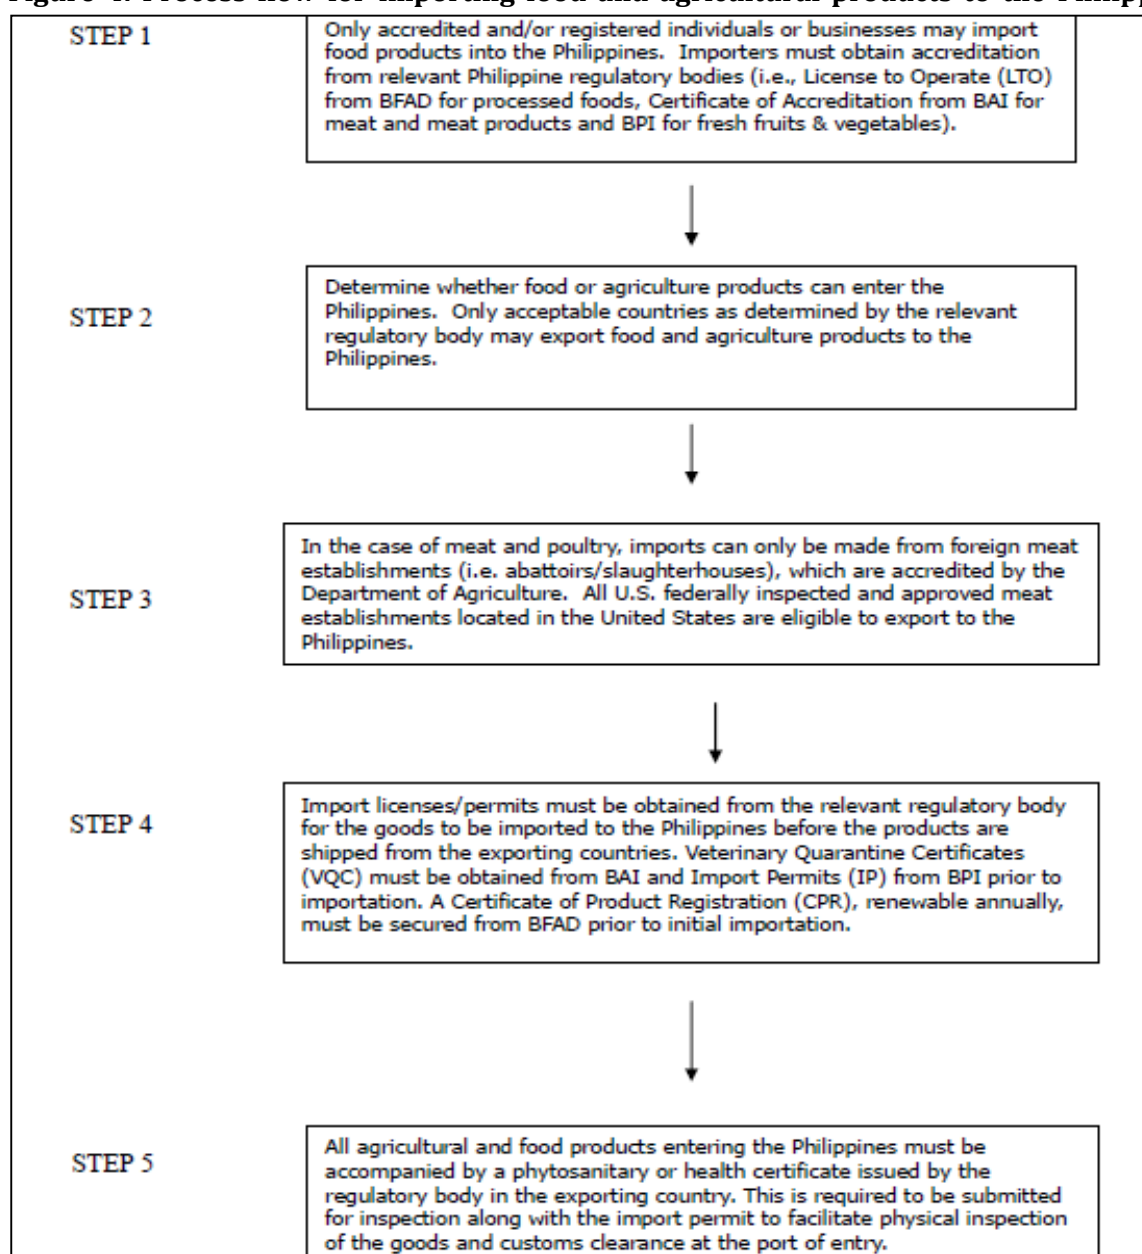 Figure 4. Process flow for importing food and agricultural products to the Philipp
STEP 1
Only accredited and/or registered individuals or businesses may import
food products into the Philippines. Importers must obtain accreditation
from relevant Philippine regulatory bodies (i.e., License to Operate (LTO)
from BFAD for processed foods, Certificate of Accreditation from BAI for
meat and meat products and BPI for fresh fruits & vegetables).
STEP 2
Determine whether food or agriculture products can enter the
Philippines. Only acceptable countries as determined by the relevant
regulatory body may export food and agriculture products to the
Philippines.
STEP 3
In the case of meat and poultry, imports can only be made from foreign meat
establishments (i.e. abattoirs/slaughterhouses), which are accredited by the
Department of Agriculture. All U.S. federally inspected and approved meat
establishments located in the United States are eligible to export to the
Philippines.
STEP 4
Import licenses/permits must be obtained from the relevant regulatory body
for the goods to be imported to the Philippines before the products are
shipped from the exporting countries. Veterinary Quarantine Certificates
(VQC) must be obtained from BAI and Import Permits (IP) from BPI prior to
importation. A Certificate of Product Registration (CPR), renewable annually,
must be secured from BFAD prior to initial importation.
STEP 5
All agricultural and food products entering the Philippines must be
accompanied by a phytosanitary or health certificate issued by the
regulatory body in the exporting country. This is required to be submitted
for inspection along with the import permit to facilitate physical inspection
of the goods and customs clearance at the port of entry.